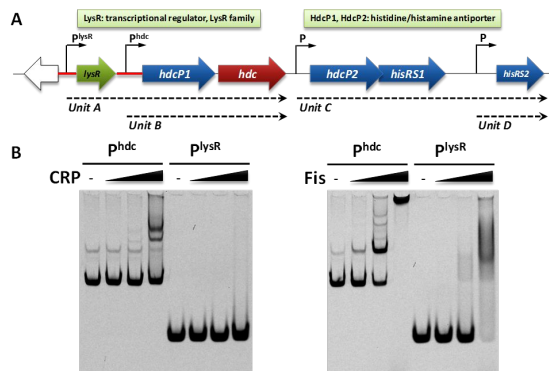 A
LysR: transcriptional regulator, LysR family
HdcP1, HdcP2: histidine/histamine antiporter
PlysR
Phdc
P
P
lysR
hdcP1
hdc
hdcP2
hisRS1
hisRS2
Unit A
Unit C
Unit B
Unit D
B
Phdc
PlysR
Phdc
PlysR
CRP
-
-
Fis
-
-